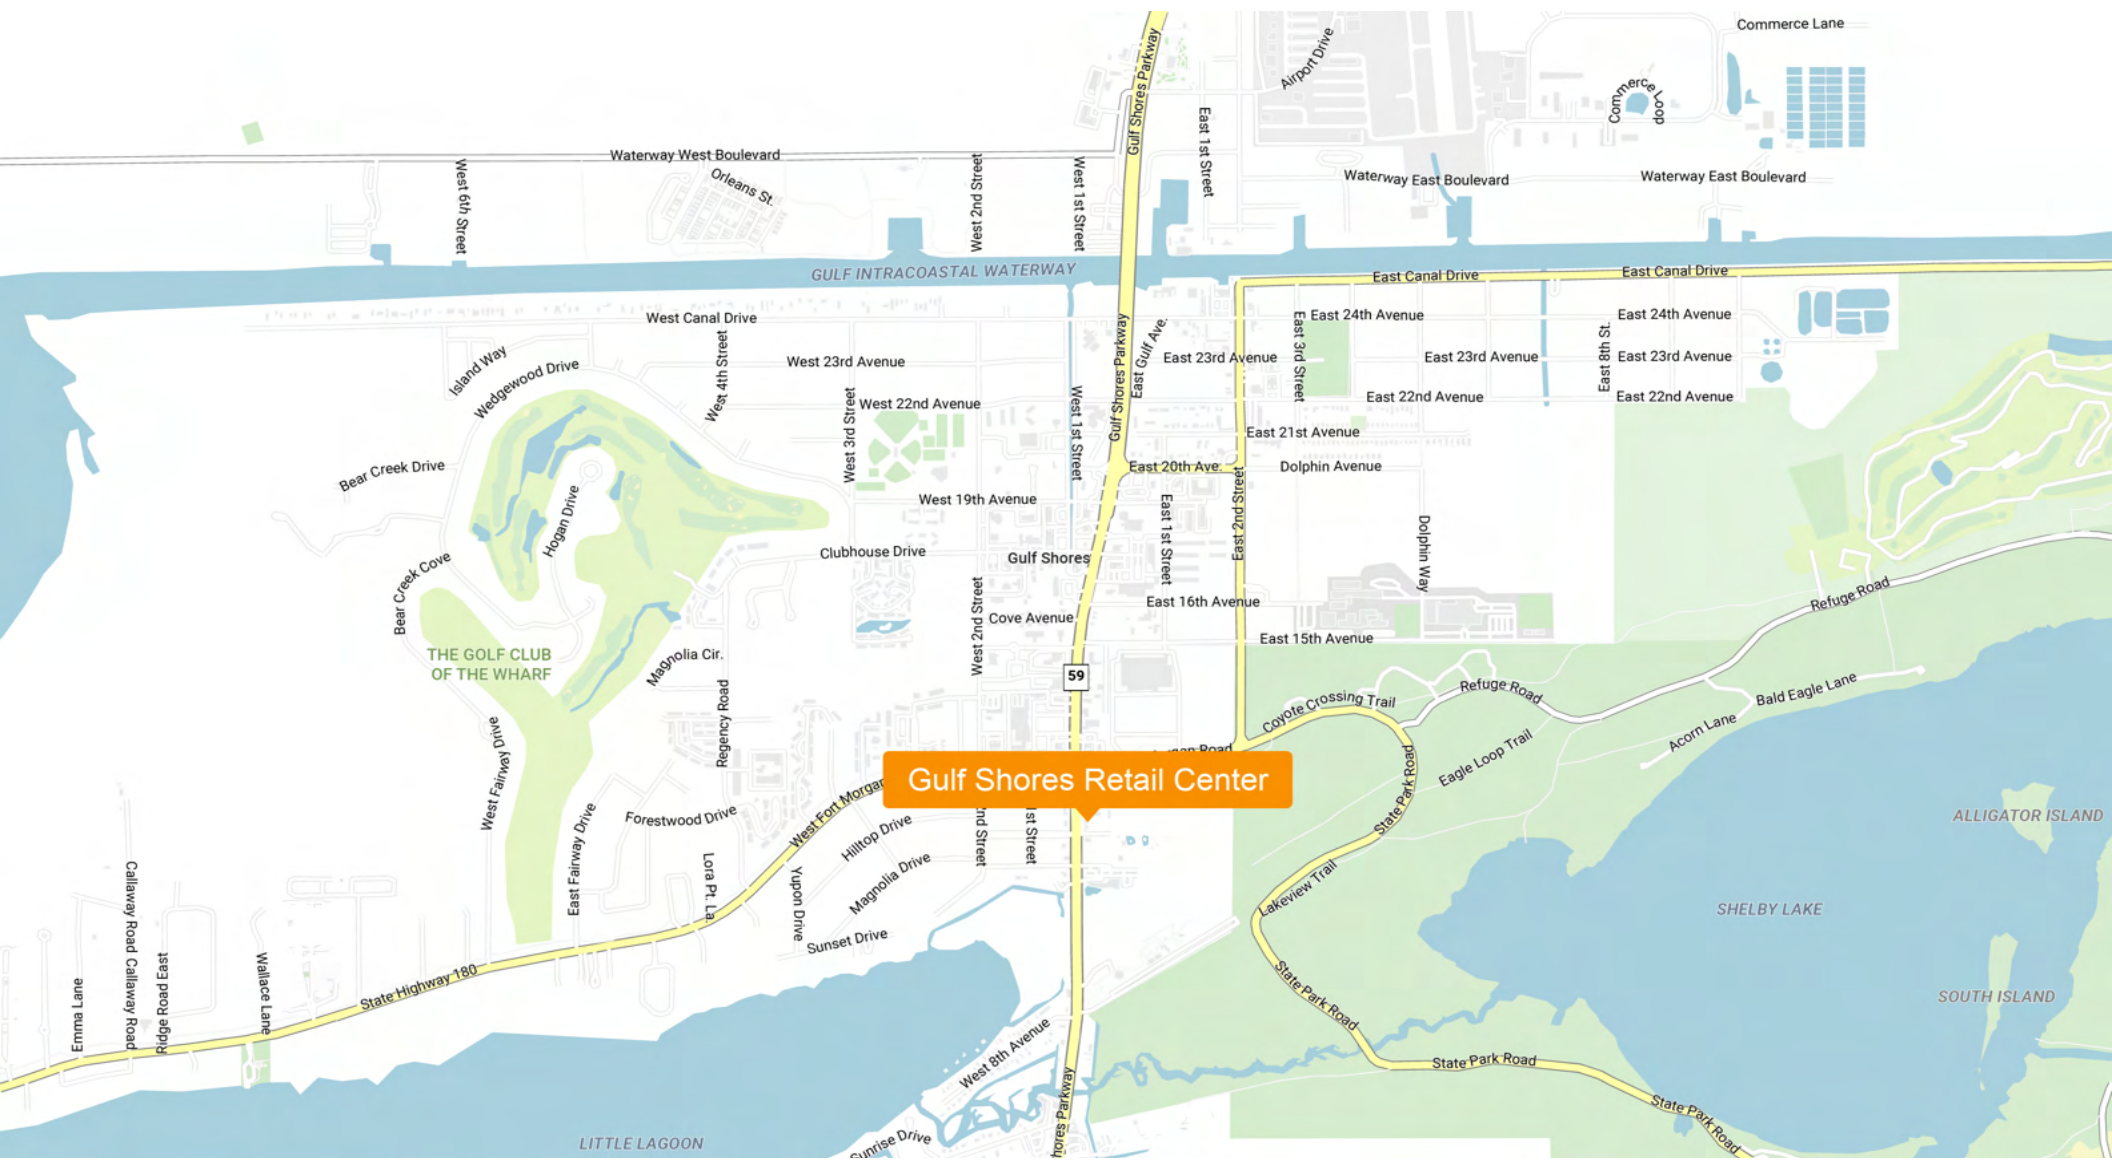 Commerce Lane
Gulf Shores Parkway
Airport Drive
Commerce Loop
East 1st Street
Waterway West Boulevard
Orleans St.
West 6th Street
West 2nd Street
West 1st Street
Waterway East Boulevard
Waterway East Boulevard
GULF INTRACOASTAL WATERWAY
East Canal Drive
East Canal Drive
West Canal Drive
East 24th Avenue
East 24th Avenue
Island Way
Wedgewood Drive
West 4th Street
West 23rd Avenue
Gulf Shores Parkway
East Gulf Ave.
East 23rd Avenue
East 3rd Street
East 23rd Avenue
East 8th St.
East 23rd Avenue
West 3rd Street
West 22nd Avenue
West 1st Street
East 22nd Avenue
East 22nd Avenue
East 21st Avenue
Bear Creek Drive
East 20th Ave.
Dolphin Avenue
West 19th Avenue
Hogan Drive
East 1st Street
East 2nd Street
Dolphin Way
Clubhouse Drive
Gulf Shores
Bear Creek Cove
West 2nd Street
Cove Avenue
East 16th Avenue
Refuge Road
East 15th Avenue
THE GOLF CLUB
OF THE WHARF
Magnolia Cir.
59
Regency Road
Coyote Crossing Trail
Refuge Road
Bald Eagle Lane
Acorn Lane
West Fairway Drive
Eagle Loop Trail
State Park Road
gan Road
Gulf Shores Retail Center
West Fort Morgan
Forestwood Drive
Hilltop Drive
2nd Street
1st Street
ALLIGATOR ISLAND
East Fairway Drive
Lora Pt. La.
Yupon Drive
Magnolia Drive
Lakeview Trail
SHELBY LAKE
Callaway Road
Callaway Road
Sunset Drive
Emma Lane
Ridge Road East
Wallace Lane
State Highway 180
State Park Road
SOUTH ISLAND
West 8th Avenue
State Park Road
hores Parkway
State Park Road
LITTLE LAGOON
Sunrise Drive